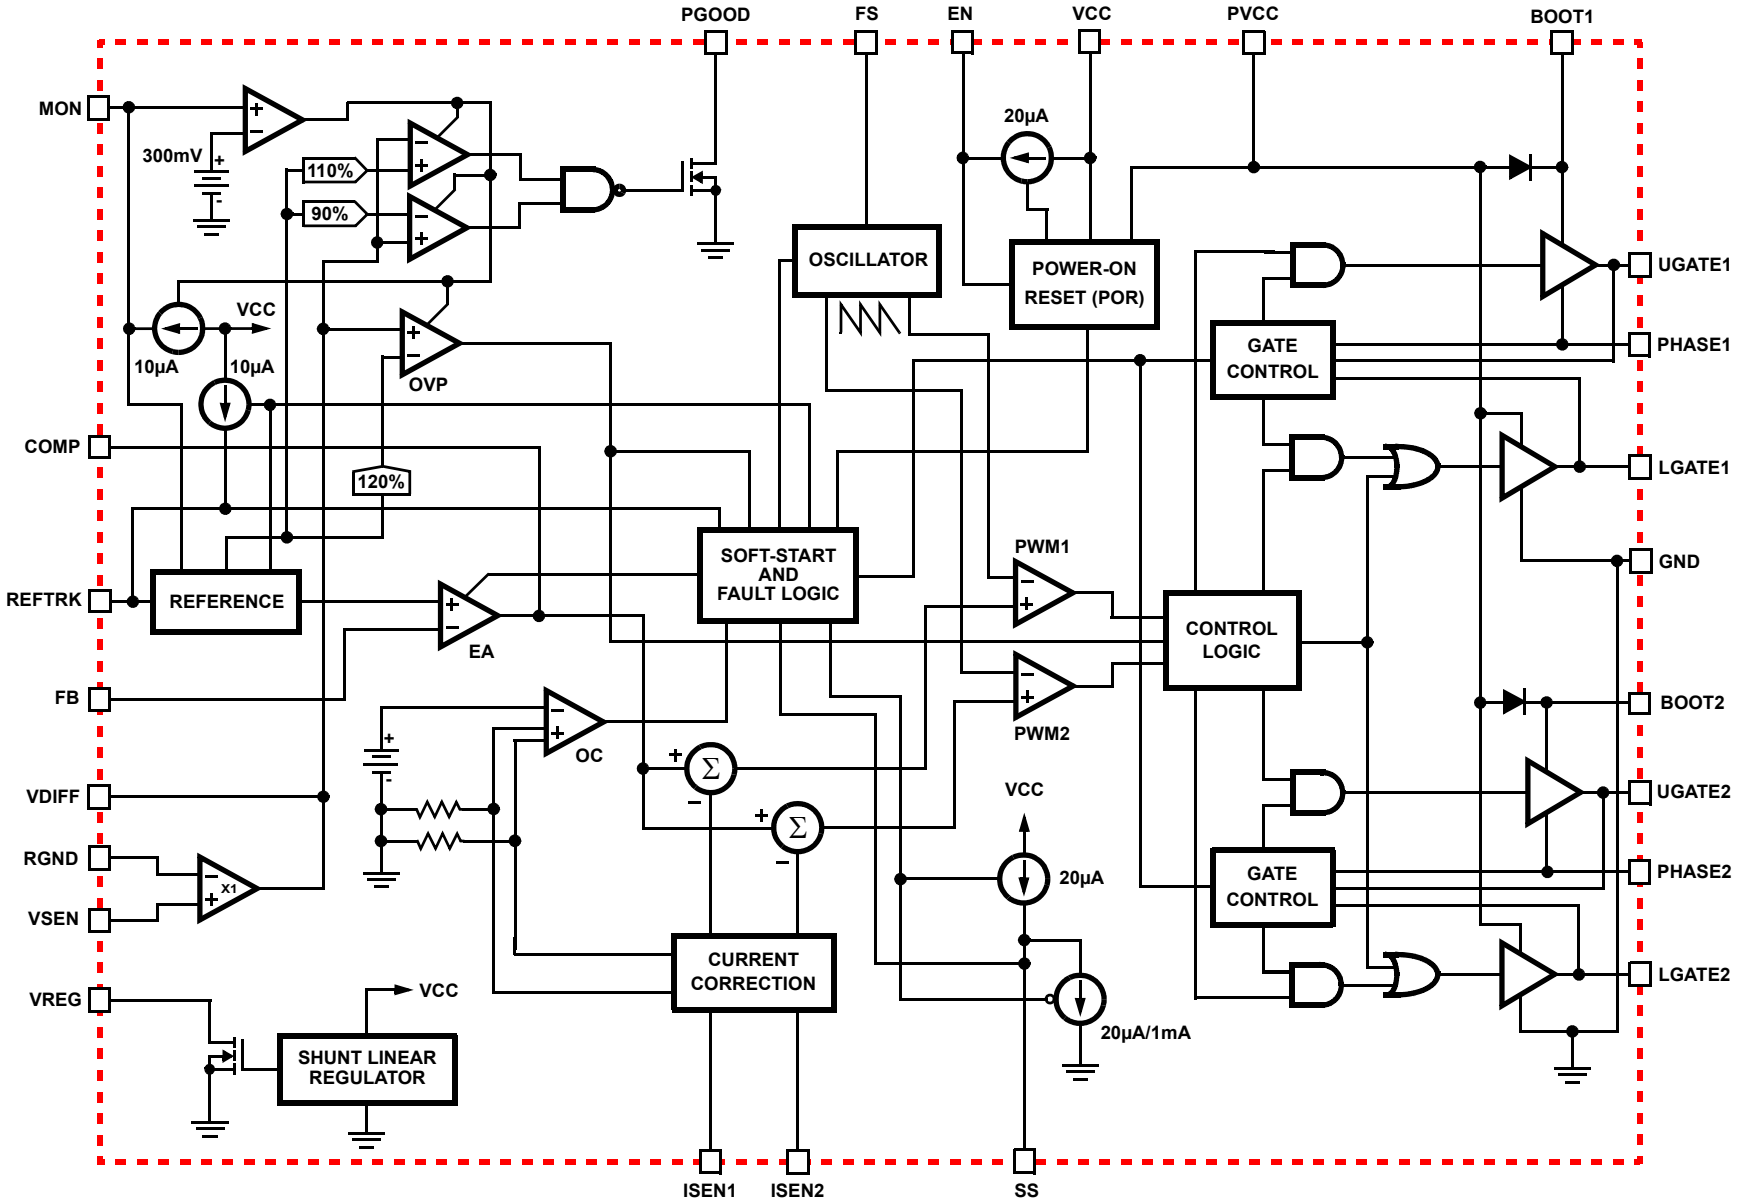 PGOOD
FS
EN
VCC
PVCC
BOOT1
MON
+
−
300mV
+
-
110%
90%
−
+
−
+
20µA
OSCILLATOR
POWER-ON
RESET (POR)
UGATE1
VCC
10µA
10µA
+
−
OVP
GATE
CONTROL
PHASE1
COMP
120%
LGATE1
SOFT-START
AND
FAULT LOGIC
PWM1
−
+
GND
REFTRK
REFERENCE
+
−
EA
CONTROL
LOGIC
FB
−
+
PWM2
BOOT2
−
+
OC
+
-
+
Σ
−
+
Σ
−
VCC
VDIFF
UGATE2
RGND
−
+
X1
VSEN
20µA
GATE
CONTROL
PHASE2
CURRENT
CORRECTION
LGATE2
VREG
VCC
20µA/1mA
SHUNT LINEAR
REGULATOR
ISEN1
ISEN2
SS